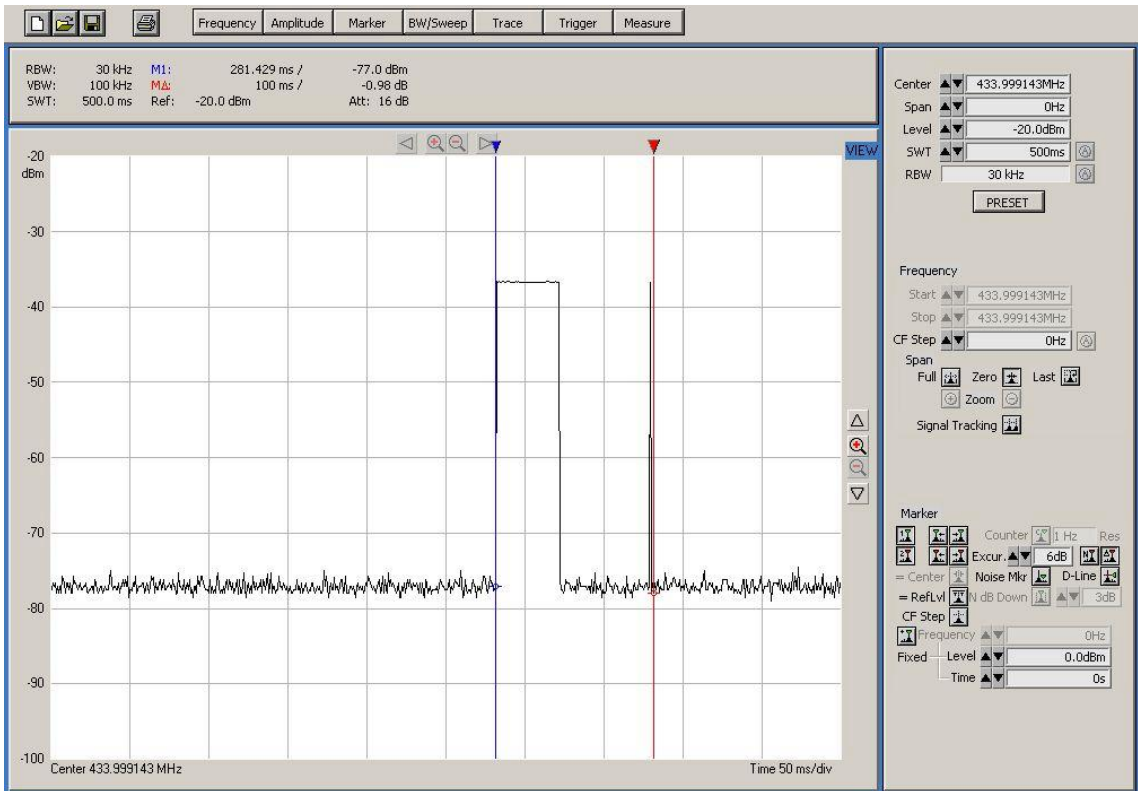 Frequency Amplitude Marker BW/Sweep Trace Trigger Measure
RBW: 30 kHz M1: 281.429 ms / -77.0 dBm
VBW: 100 kHz MΔ: 100 ms / -0.98 dB
SWT: 500.0 ms Ref: -20.0 dBm Att: 16 dB
VIEW
-20
dBm
-30
-40
-50
-60
-70
-80
-90
-100
Center 433.999143 MHz Time 50 ms/div
Center 433.999143MHz
Span 0Hz
Level -20.0dBm
SWT 500ms
RBW 30 kHz
PRESET
Frequency
Start 433.999143MHz
Stop 433.999143MHz
CF Step 0Hz
Span
Full Zero Last
Zoom
Signal Tracking
Marker
Counter 1 Hz Res
Excur. 6dB
= Center Noise Mkr D-Line
= RefLvl N dB Down 3dB
CF Step
Frequency 0Hz
Fixed Level 0.0dBm
Time 0s